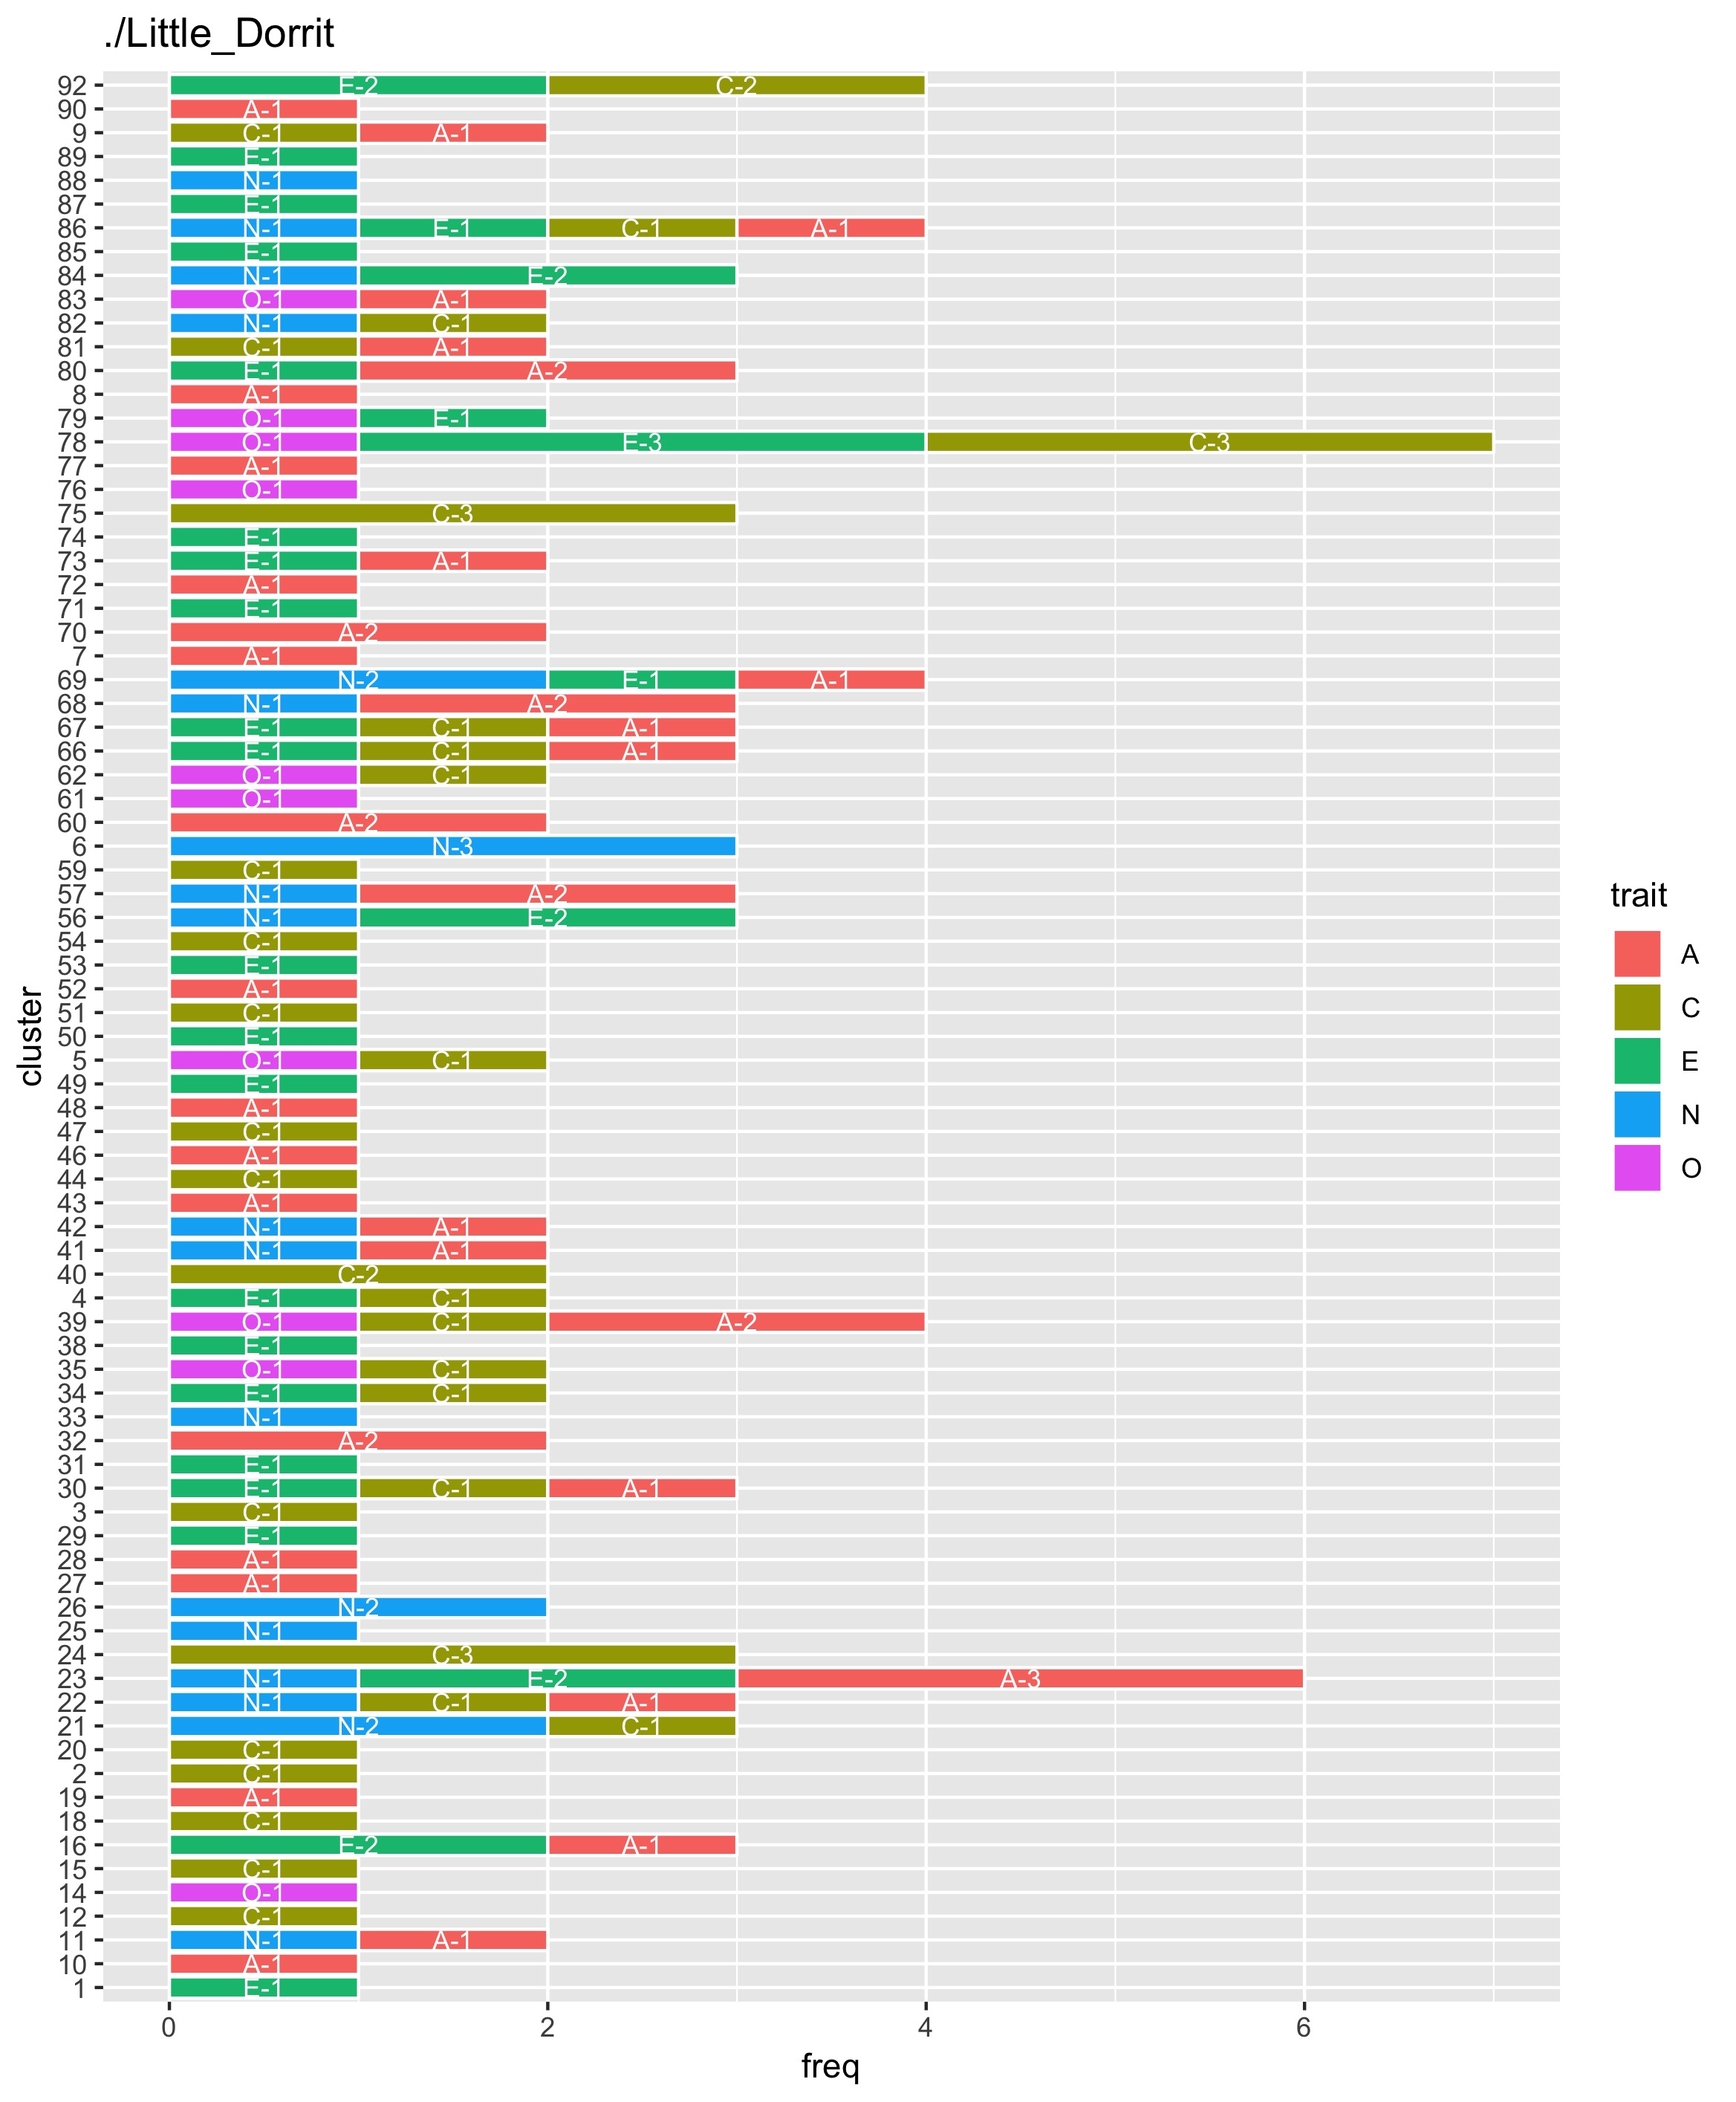 ./Little_Dorrit
92 E-2 C-2
90 A-1
9 C-1 A-1
89 E-1
88 N-1
87 E-1
86 N-1 E-1 C-1 A-1
85 E-1
84 N-1 E-2
83 O-1 A-1
82 N-1 C-1
81 C-1 A-1
80 E-1 A-2
8 A-1
79 O-1 E-1
78 O-1 E-3 C-3
77 A-1
76 O-1
75 C-3
74 E-1
73 E-1 A-1
72 A-1
71 E-1
70 A-2
7 A-1
69 N-2 E-1 A-1
68 N-1 A-2
67 E-1 C-1 A-1
66 E-1 C-1 A-1
62 O-1 C-1
61 O-1
60 A-2
6 N-3
59 C-1
57 N-1 A-2
56 N-1 E-2
54 C-1
53 E-1
52 A-1
51 C-1
50 E-1
5 O-1 C-1
49 E-1
48 A-1
47 C-1
46 A-1
44 C-1
43 A-1
42 N-1 A-1
41 N-1 A-1
40 C-2
4 E-1 C-1
39 O-1 C-1 A-2
38 E-1
35 O-1 C-1
34 E-1 C-1
33 N-1
32 A-2
31 E-1
30 E-1 C-1 A-1
3 C-1
29 E-1
28 A-1
27 A-1
26 N-2
25 N-1
24 C-3
23 N-1 E-2 A-3
22 N-1 C-1 A-1
21 N-2 C-1
20 C-1
2 C-1
19 A-1
18 C-1
16 E-2 A-1
15 C-1
14 O-1
12 C-1
11 N-1 A-1
10 A-1
1 E-1
0 2 4 6
freq
cluster
trait
A
C
E
N
O